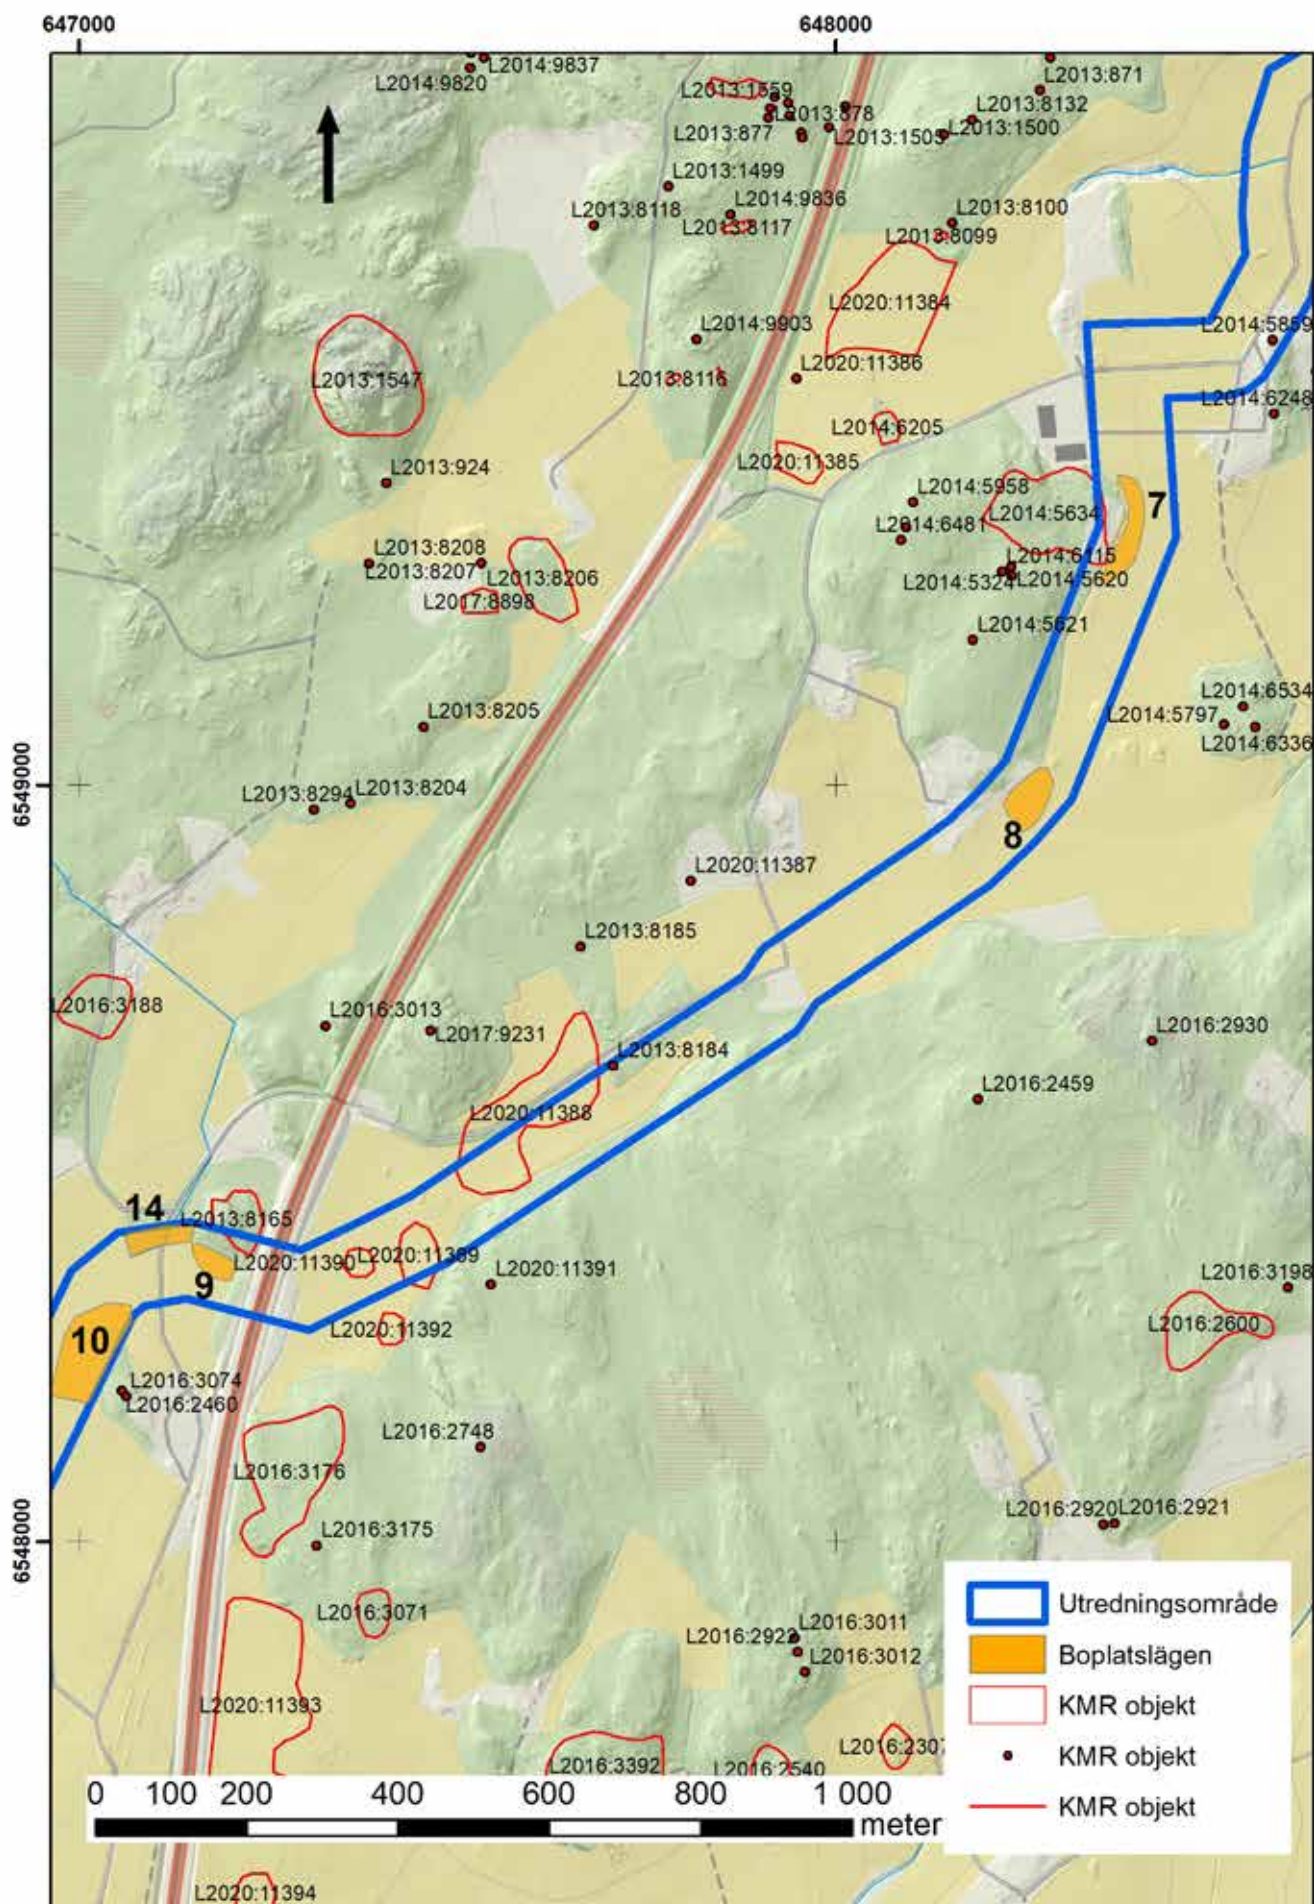 647000
648000
L2014:9837
L2014:9820
L2013:871
L2013:1559
L2013:8132
L2013:878
L2013:877
L2013:1505
L2013:1500
L2013:1499
L2014:9836
L2013:8118
L2013:8117
L2013:8100
L2013:8099
L2020:11384
L2014:9903
L2014:5859
L2020:11386
L2013:8116
L2013:1547
L2014:6248
L2014:6205
L2020:11385
L2013:924
L2014:5958
7
L2014:5634
L2014:6481
L2013:8208
L2014:6115
L2013:8207
L2013:8206
L2014:5324
L2014:5620
L2017:8898
L2014:5621
L2014:6534
L2013:8205
L2014:5797
L2014:6336
6549000
L2013:8294
L2013:8204
8
L2020:11387
L2013:8185
L2016:3188
L2016:3013
L2017:9231
L2016:2930
L2013:8184
L2016:2459
L2020:11388
14
L2013:8165
L2020:11390
L2020:11389
9
L2020:11391
L2016:3198
10
L2020:11392
L2016:2600
L2016:3074
L2016:2460
L2016:2748
L2016:3176
6548000
L2016:2920
L2016:2921
L2016:3175
Utredningsområde
L2016:3071
L2016:3011
L2016:2922
Boplatslägen
L2016:3012
L2020:11393
KMR objekt
L2016:2307
KMR objekt
L2016:3392
L2016:2540
0 100 200 400 600 800 1 000
KMR objekt
meter
L2020:11394